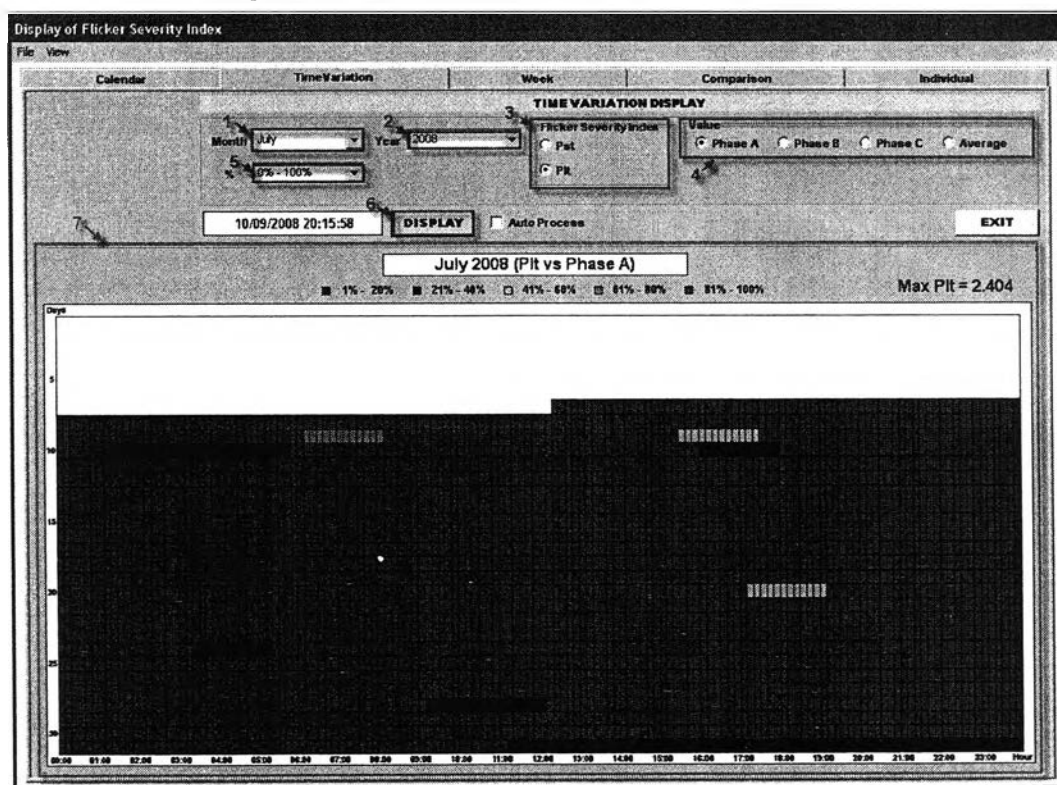 Display of Flicker Severity Index
File View
Calendar TimeVariation Week Comparison Individual
TIME VARIATION DISPLAY
1 Month July 2 Year 2008 3 Flicker Severity Index Value
Pst Phase A Phase B Phase C Average
5 % 0% - 100% Plt 4
6
7 10/09/2008 20:15:58 DISPLAY Auto Process EXIT
July 2008 (Plt vs Phase A)
1% - 20% 21% - 40% 41% - 60% 61% - 80% 81% - 100% Max Plt = 2.404
Days
5
10
15
20
25
30
00:00 01:00 02:00 03:00 04:00 05:00 06:00 07:00 08:00 09:00 10:00 11:00 12:00 13:00 14:00 15:00 16:00 17:00 18:00 19:00 20:00 21:00 22:00 23:00 Hour